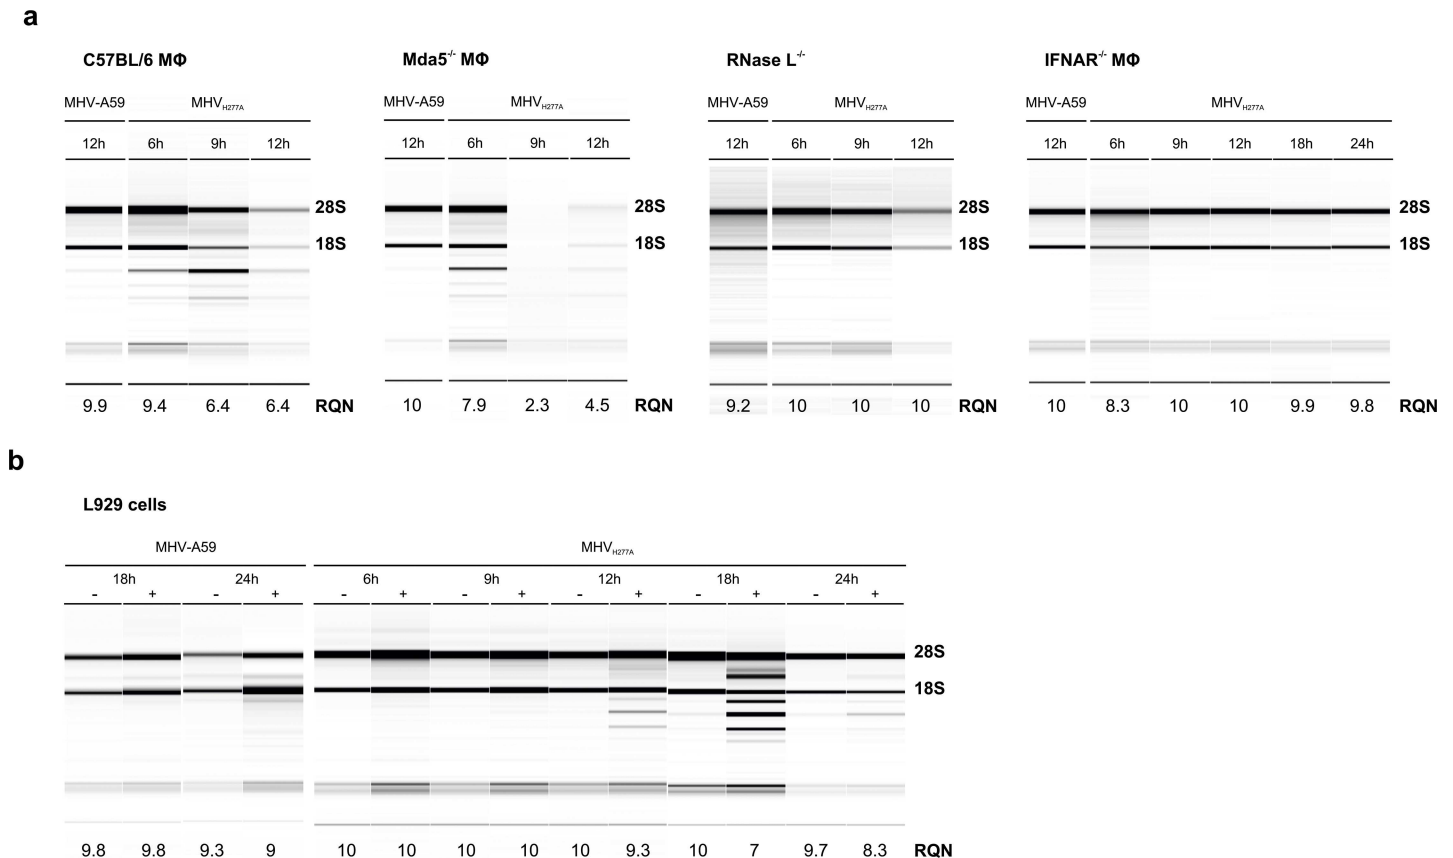 a
C57BL/6 MΦ Mda5-/- MΦ RNase L-/- IFNAR-/- MΦ
MHV-A59 MHVH277A MHV-A59 MHVH277A MHV-A59 MHVH277A MHV-A59 MHVH277A
12h 6h 9h 12h 12h 6h 9h 12h 12h 6h 9h 12h 12h 6h 9h 12h 18h 24h
28S 28S 28S 28S
18S 18S 18S 18S
9.9 9.4 6.4 6.4 RQN 10 7.9 2.3 4.5 RQN 9.2 10 10 10 RQN 10 8.3 10 10 9.9 9.8 RQN
b
L929 cells
MHV-A59 MHVH277A
18h 24h 6h 9h 12h 18h 24h
- + - + - + - + - + - + - +
28S
18S
9.8 9.8 9.3 9 10 10 10 10 10 9.3 10 7 9.7 8.3 RQN